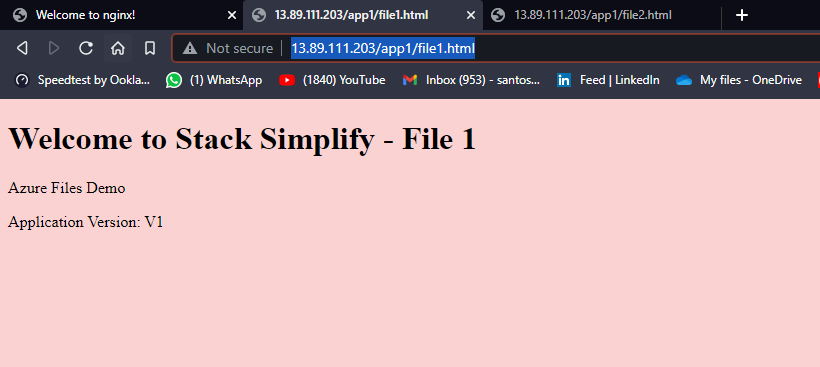 Welcome to nginx! 13.89.111.203/app1/file1.html 13.89.111.203/app1/file2.html
Not secure 13.89.111.203/app1/file1.html
Speedtest by Ookla... (1) WhatsApp (1840) YouTube Inbox (953) - santos... Feed | LinkedIn My files - OneDrive
Welcome to Stack Simplify - File 1
Azure Files Demo
Application Version: V1